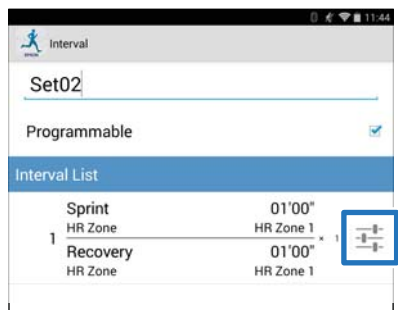 11:44
Interval
Set02
Programmable
Interval List
Sprint 01'00"
HR Zone HR Zone 1
1 × 1
Recovery 01'00"
HR Zone HR Zone 1